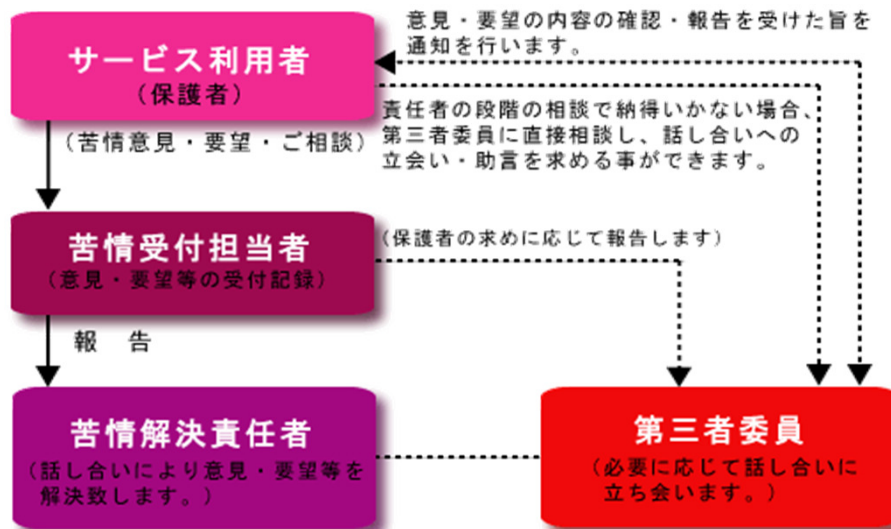 意見・要望の内容の確認・報告を受けた旨を
通知を行います。
サービス利用者
(保護者)
責任者の段階の相談で納得いかない場合、
第三者委員に直接相談し、話し合いへの
立会い・助言を求める事ができます。
(苦情意見・要望・ご相談)
苦情受付担当者
(意見・要望等の受付記録)
(保護者の求めに応じて報告します)
報 告
苦情解決責任者
(話し合いにより意見・要望等を
解決致します。)
第三者委員
(必要に応じて話し合いに
立ち会います。)